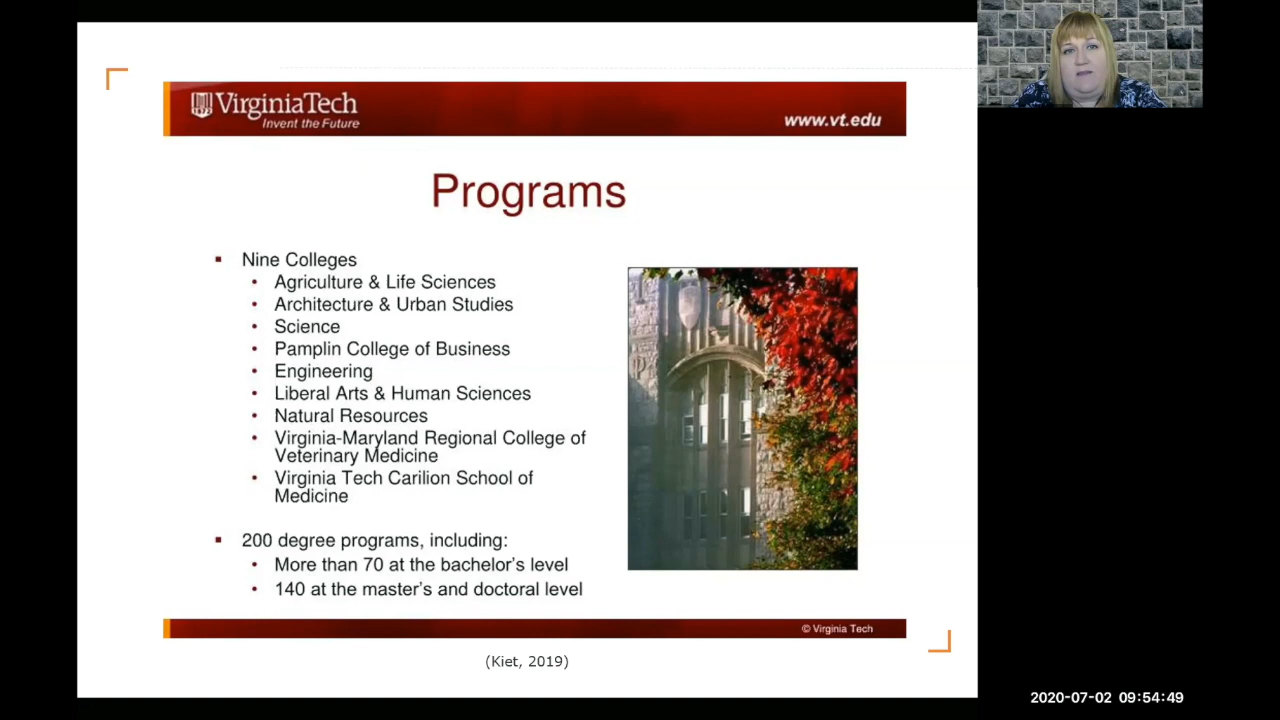 VirginiaTech
Invent the Future
www.vt.edu
Programs
▪ Nine Colleges
• Agriculture & Life Sciences
• Architecture & Urban Studies
• Science
• Pamplin College of Business
• Engineering
• Liberal Arts & Human Sciences
• Natural Resources
• Virginia-Maryland Regional College of
Veterinary Medicine
• Virginia Tech Carilion School of
Medicine
▪ 200 degree programs, including:
• More than 70 at the bachelor's level
• 140 at the master's and doctoral level
© Virginia Tech
(Kiet, 2019)
2020-07-02 09:54:49